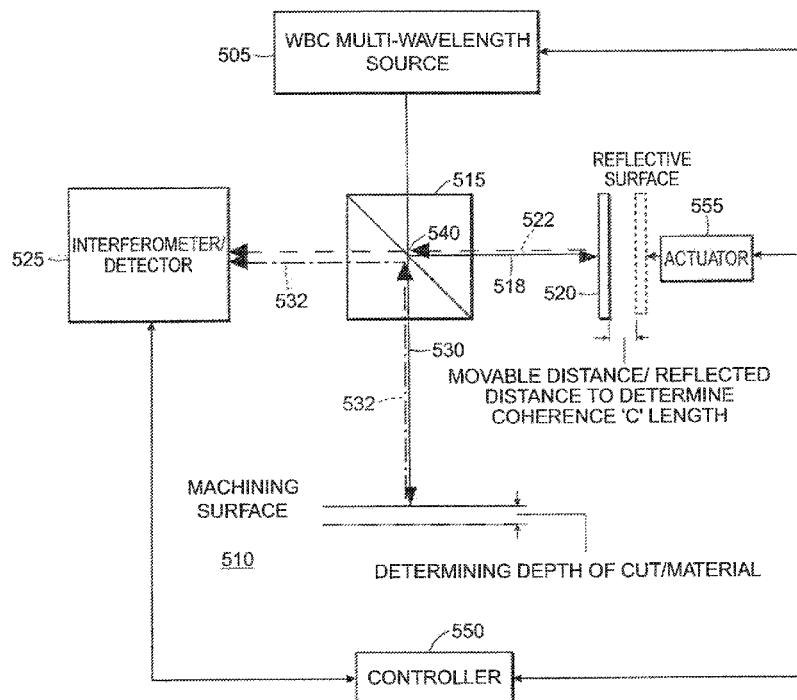 WBC MULTI-WAVELENGTH
SOURCE
505
515
REFLECTIVE
SURFACE
555
INTERFEROMETER/
DETECTOR
525
540
522
ACTUATOR
532
518
520
530
MOVABLE DISTANCE/ REFLECTED
DISTANCE TO DETERMINE
COHERENCE 'C' LENGTH
532
MACHINING
SURFACE
510
DETERMINING DEPTH OF CUT/MATERIAL
550
CONTROLLER